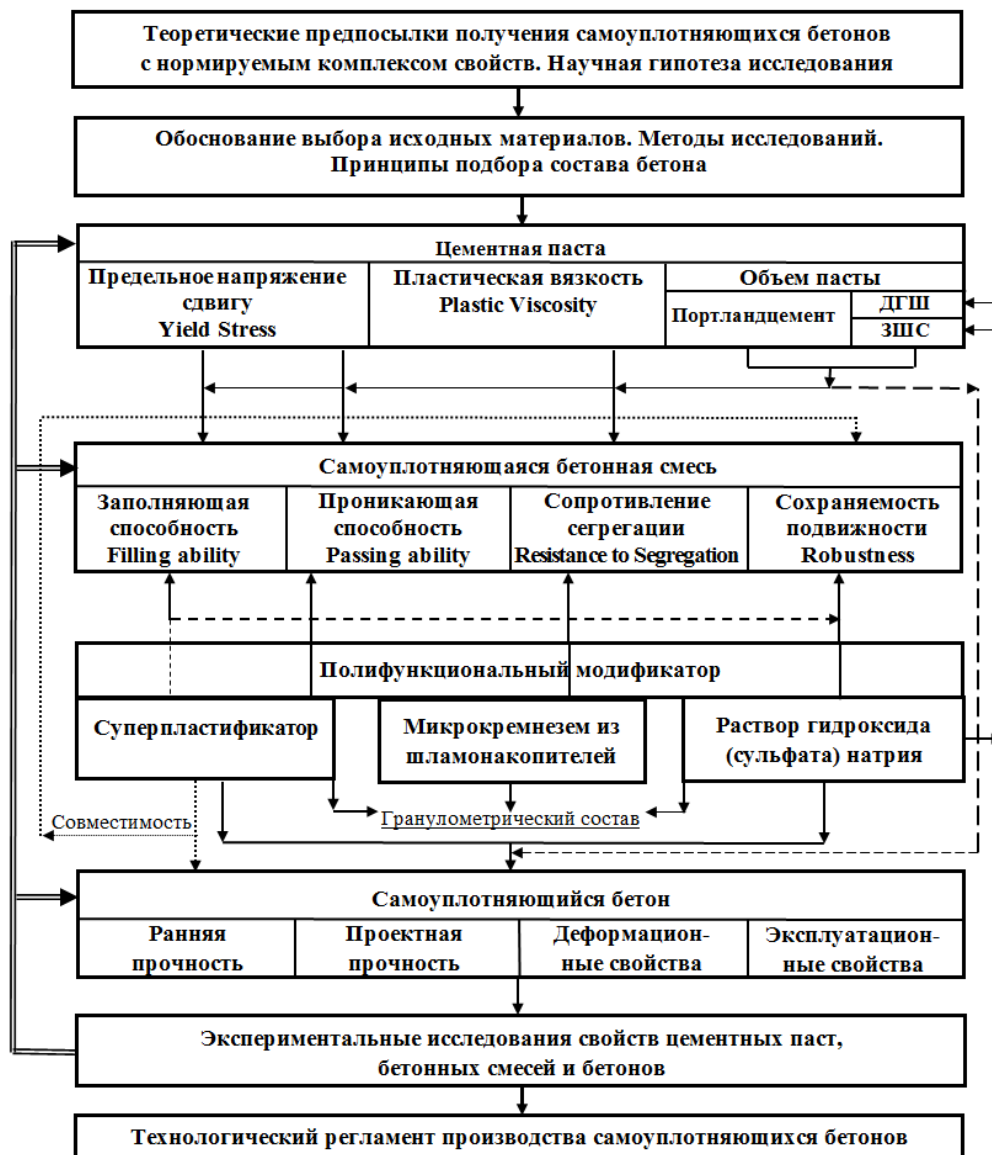 Теоретические предпосылки получения самоуплотняющихся бетонов
с нормируемым комплексом свойств. Научная гипотеза исследования
Обоснование выбора исходных материалов. Методы исследований.
Принципы подбора состава бетона
Цементная паста
Предельное напряжение
сдвигу
Yield Stress
Пластическая вязкость
Plastic Viscosity
Объем пасты
Портландцемент
ДГШ
ЗШС
Самоуплотняющаяся бетонная смесь
Заполняющая
способность
Filling ability
Проникающая
способность
Passing ability
Сопротивление
сегрегации
Resistance to Segregation
Сохраняемость
подвижности
Robustness
Полифункциональный модификатор
Суперпластификатор
Микрокремнезем из
шламонакопителей
Раствор гидроксида
(сульфата) натрия
Совместимость
Гранулометрический состав
Самоуплотняющийся бетон
Ранняя
прочность
Проектная
прочность
Деформацион-
ные свойства
Эксплуатацион-
ные свойства
Экспериментальные исследования свойств цементных паст,
бетонных смесей и бетонов
Технологический регламент производства самоуплотняющихся бетонов